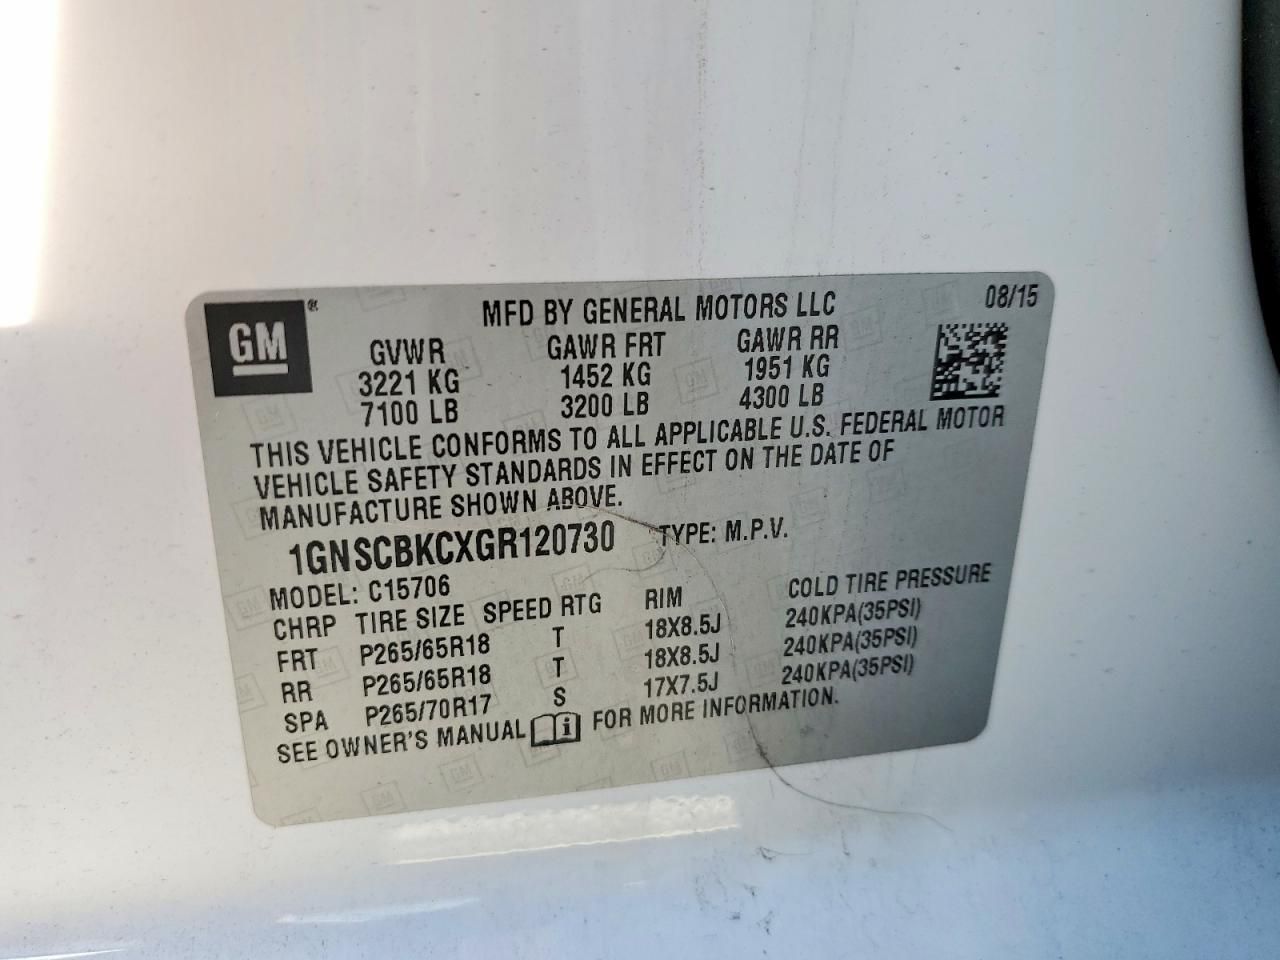 GM ® MFD BY GENERAL MOTORS LLC 08/15
GVWR GAWR FRT GAWR RR
3221 KG 1452 KG 1951 KG
7100 LB 3200 LB 4300 LB
THIS VEHICLE CONFORMS TO ALL APPLICABLE U.S. FEDERAL MOTOR
VEHICLE SAFETY STANDARDS IN EFFECT ON THE DATE OF
MANUFACTURE SHOWN ABOVE.
1GNSCBKCXGR120730 TYPE: M.P.V.
MODEL: C15706
CHRP TIRE SIZE SPEED RTG RIM COLD TIRE PRESSURE
FRT P265/65R18 T 18X8.5J 240KPA(35PSI)
RR P265/65R18 T 18X8.5J 240KPA(35PSI)
SPA P265/70R17 S 17X7.5J 240KPA(35PSI)
SEE OWNER'S MANUAL i FOR MORE INFORMATION.